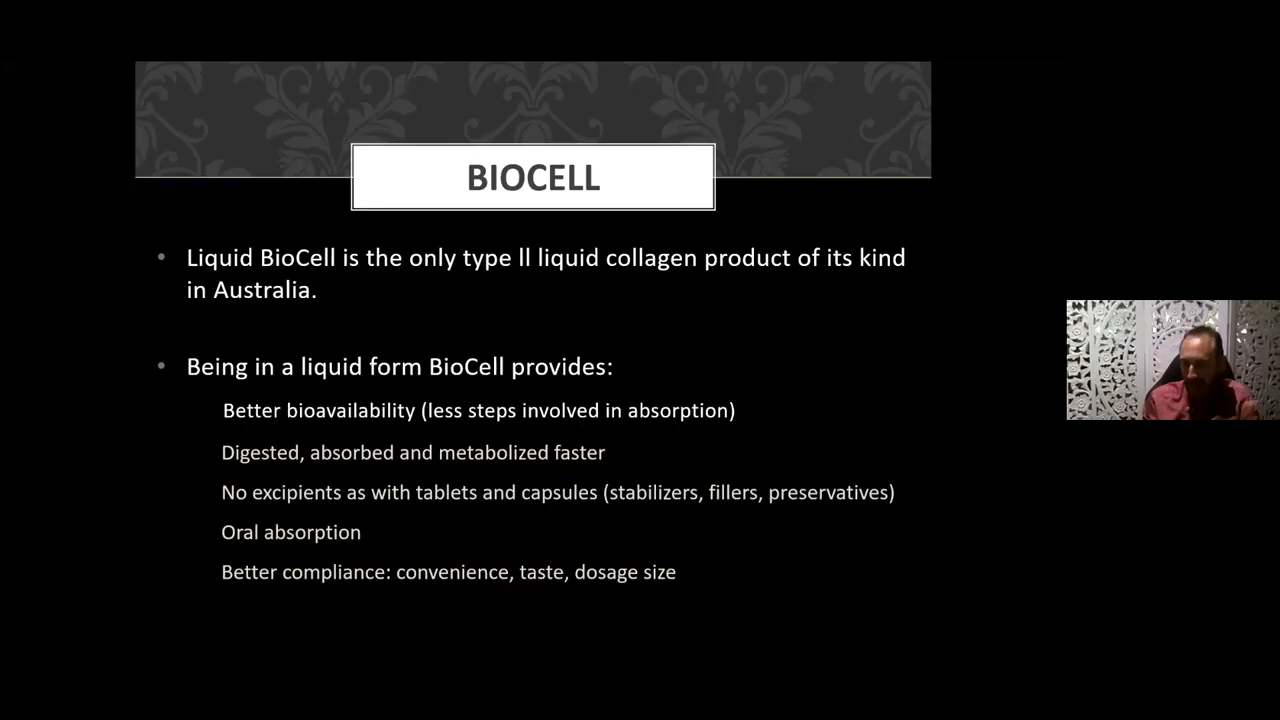 BIOCELL
• Liquid BioCell is the only type ll liquid collagen product of its kind
in Australia.
• Being in a liquid form BioCell provides:
Better bioavailability (less steps involved in absorption)
Digested, absorbed and metabolized faster
No excipients as with tablets and capsules (stabilizers, fillers, preservatives)
Oral absorption
Better compliance: convenience, taste, dosage size